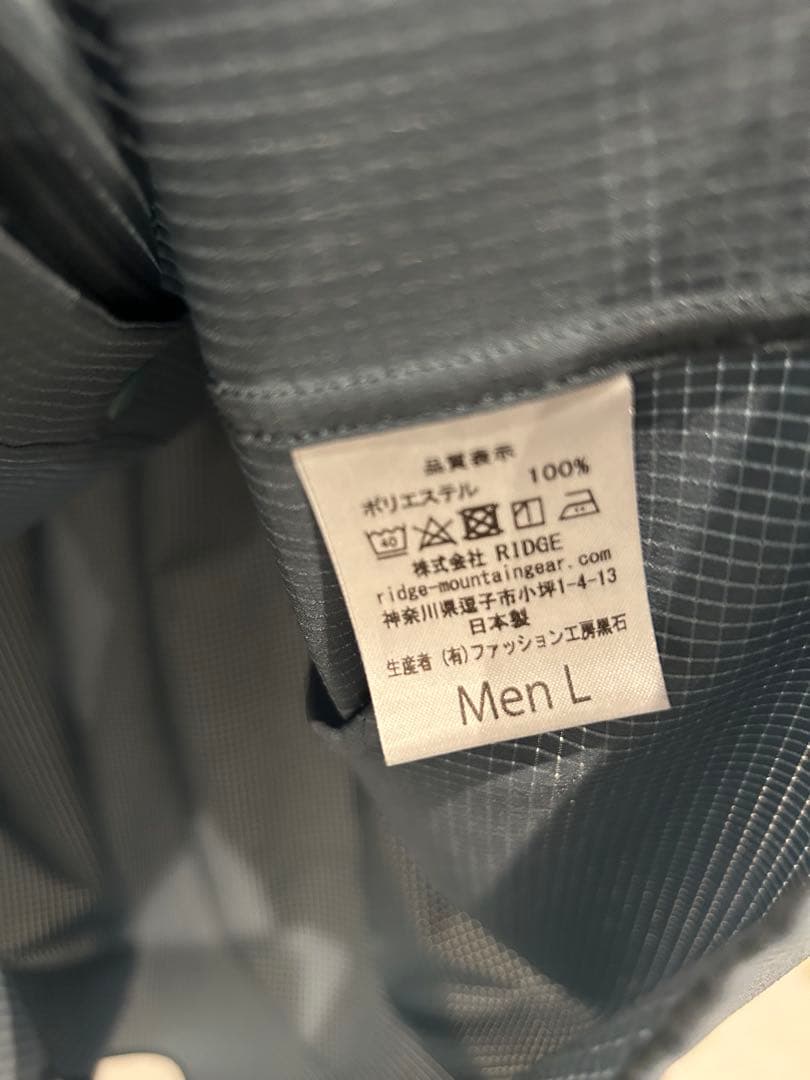 品質表示
ポリエステル 100%
40
株式会社 RIDGE
ridge-mountaingear.com
神奈川県逗子市小坪1-4-13
日本製
生産者 (有)ファッション工房黒石
Men L